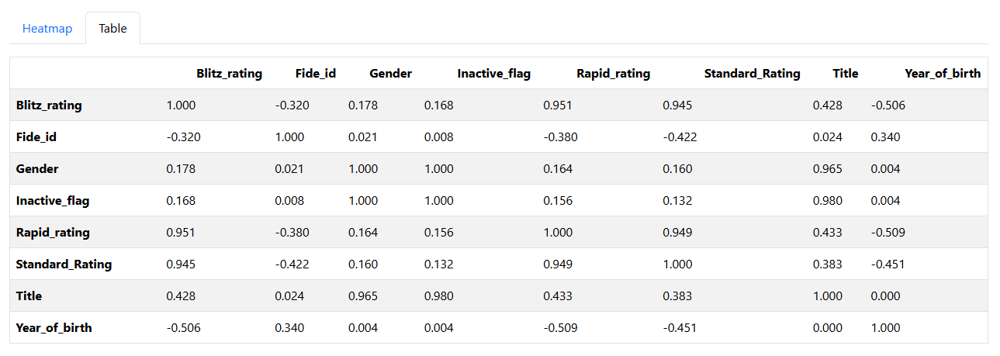 Heatmap Table
Blitz_rating Fide_id Gender Inactive_flag Rapid_rating Standard_Rating Title Year_of_birth
Blitz_rating 1.000 -0.320 0.178 0.168 0.951 0.945 0.428 -0.506
Fide_id -0.320 1.000 0.021 0.008 -0.380 -0.422 0.024 0.340
Gender 0.178 0.021 1.000 1.000 0.164 0.160 0.965 0.004
Inactive_flag 0.168 0.008 1.000 1.000 0.156 0.132 0.980 0.004
Rapid_rating 0.951 -0.380 0.164 0.156 1.000 0.949 0.433 -0.509
Standard_Rating 0.945 -0.422 0.160 0.132 0.949 1.000 0.383 -0.451
Title 0.428 0.024 0.965 0.980 0.433 0.383 1.000 0.000
Year_of_birth -0.506 0.340 0.004 0.004 -0.509 -0.451 0.000 1.000